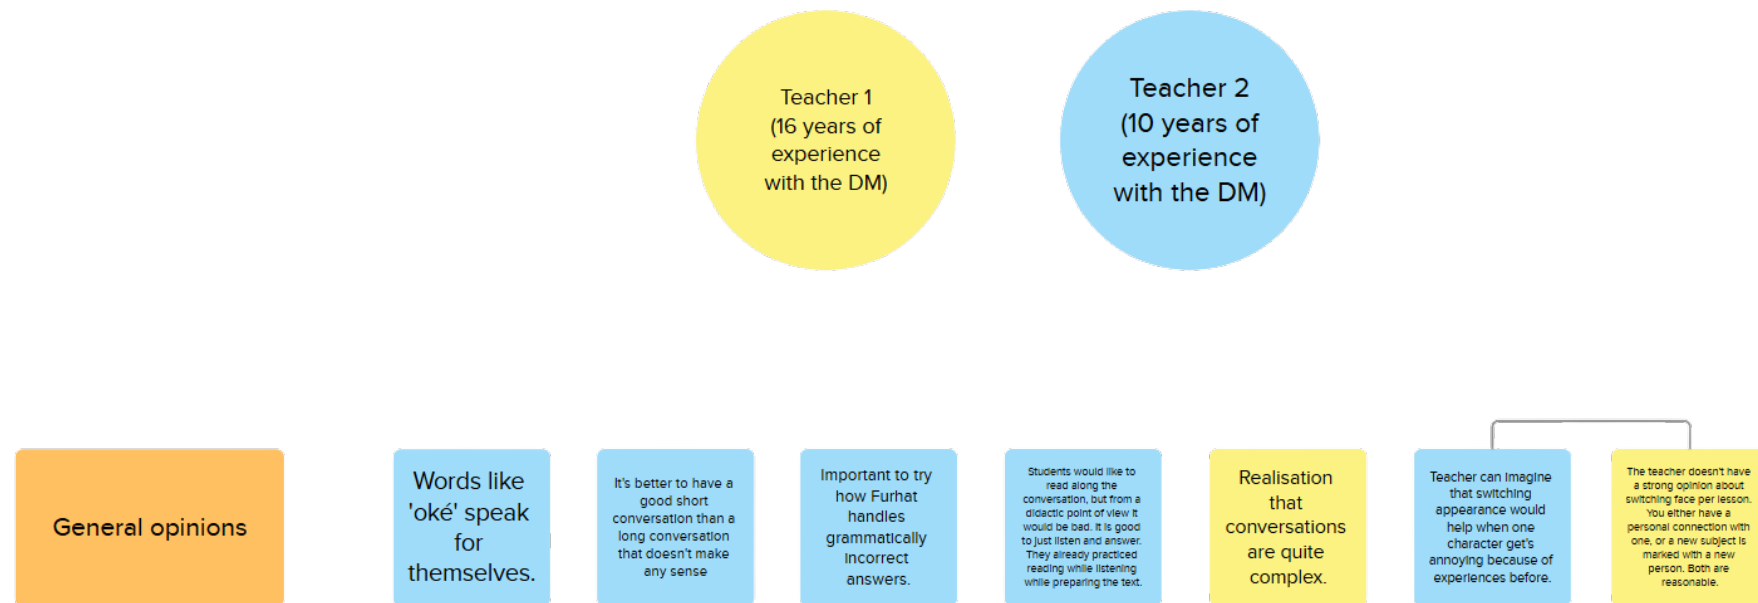 Teacher 1
(16 years of
experience
with the DM)
Teacher 2
(10 years of
experience
with the DM)
General opinions
Words like
'oké' speak
for
themselves.
It's better to have a
good short
conversation than a
long conversation
that doesn't make
any sense
Important to try
how Furhat
handles
grammatically
incorrect
answers.
Students would like to
read along the
conversation, but from a
didactic point of view it
would be bad. It is good
to just listen and answer.
They already practiced
reading while listening
while preparing the text.
Realisation
that
conversations
are quite
complex.
Teacher can imagine
that switching
appearance would
help when one
character get's
annoying because of
experiences before.
The teacher doesn't have
a strong opinion about
switching face per lesson.
You either have a
personal connection with
one, or a new subject is
marked with a new
person. Both are
reasonable.